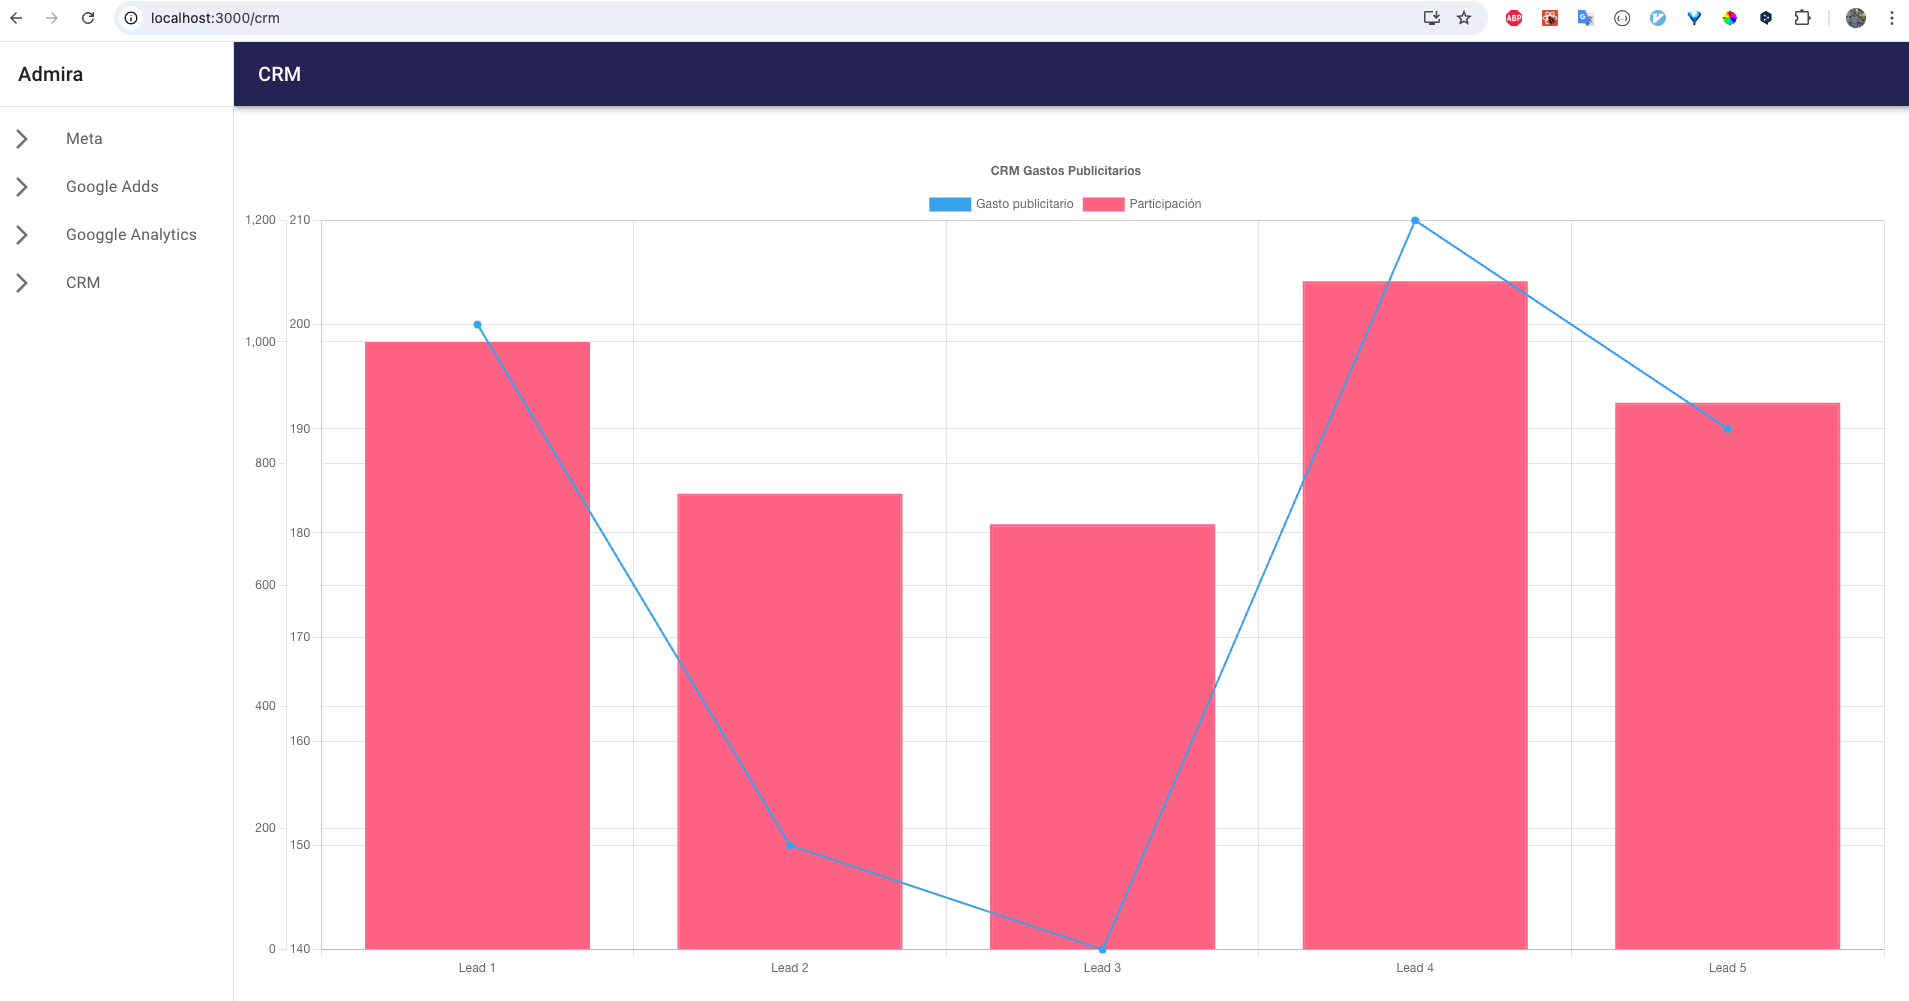 localhost:3000/crm
ABP
Admira
CRM
Meta
Google Adds
Googgle Analytics
CRM
CRM Gastos Publicitarios
Gasto publicitario Participación
1,200 210
200
1,000
190
800
180
600
170
400
160
200
150
0 140
Lead 1 Lead 2 Lead 3 Lead 4 Lead 5